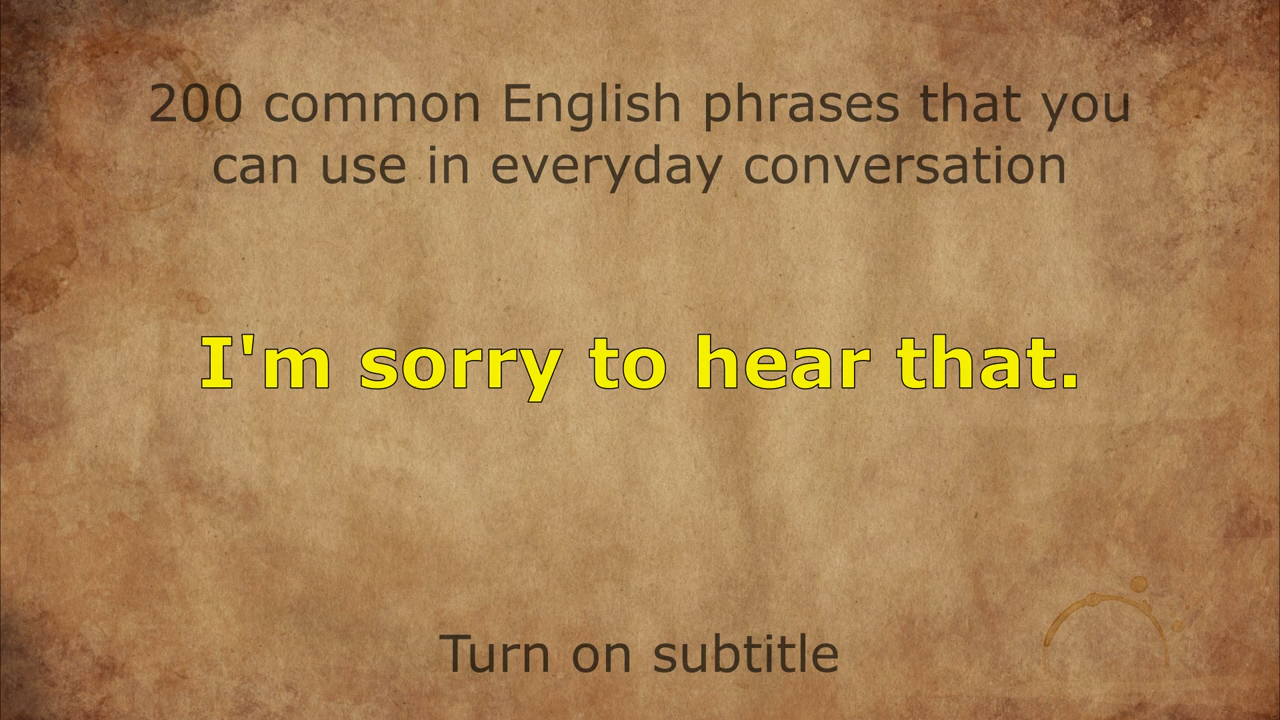 200 common English phrases that you
can use in everyday conversation
I'm sorry to hear that.
Turn on subtitle